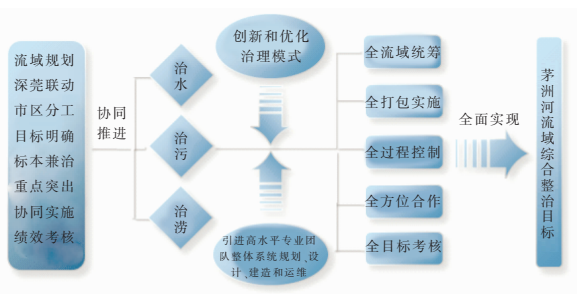 流域规划
深莞联动
市区分工
目标明确
标本兼治
重点突出
协同实施
绩效考核
协同
推进
治
水
治
污
治
涝
创新和优化
治理模式
引进高水平专业团
队整体系统规划、设
计、建造和运维
全流域统筹
全打包实施
全过程控制
全方位合作
全目标考核
全面实现
茅洲河流域综合整治目标